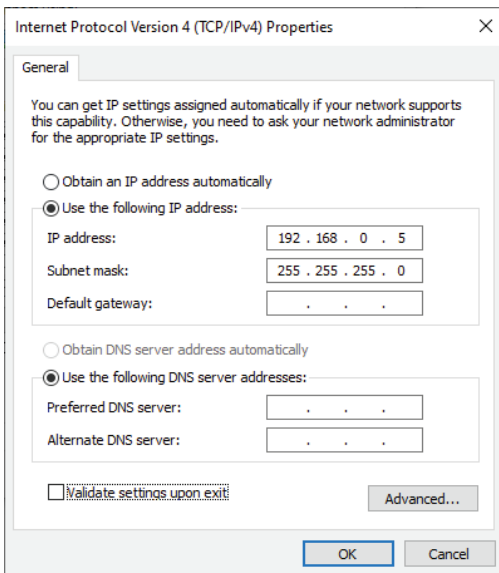 Internet Protocol Version 4 (TCP/IPv4) Properties
General
You can get IP settings assigned automatically if your network supports
this capability. Otherwise, you need to ask your network administrator
for the appropriate IP settings.
Obtain an IP address automatically
Use the following IP address:
IP address: 192 . 168 . 0 . 5
Subnet mask: 255 . 255 . 255 . 0
Default gateway: . . .
Obtain DNS server address automatically
Use the following DNS server addresses:
Preferred DNS server: . . .
Alternate DNS server: . . .
Validate settings upon exit
Advanced...
OK Cancel